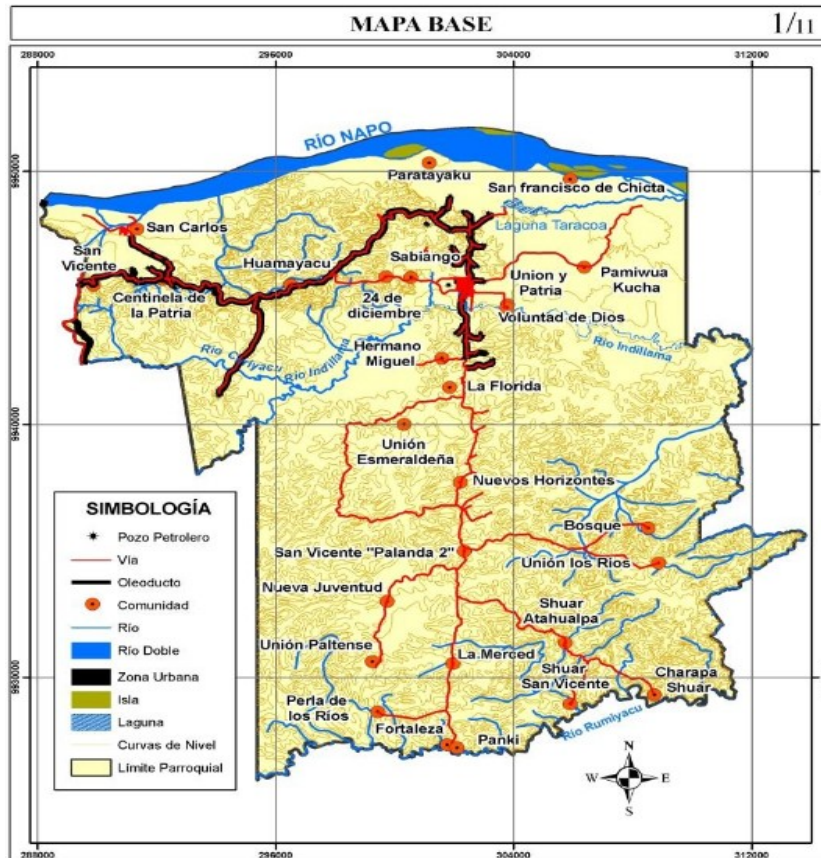 MAPA BASE
1/11
288000
296000
304000
312000
RÍO NAPO
Paratayaku
San francisco de Chicta
Laguna Taracoa
San Carlos
San
Vicente
Huamayacu
Sabiango
Union y
Patria
Pamiwua
Kucha
Centinela de
la Patria
24 de
diciembre
Voluntad de Dios
Río Indillama
Río Indillama
Hermano
Miguel
La Florida
9940000
Unión
Esmeraldeña
Nuevos Horizontes
Bosque
San Vicente "Palanda 2"
Unión los Ríos
Nueva Juventud
Shuar
Atahualpa
Unión Paltense
La Merced
Shuar
San Vicente
Charapa
Shuar
9930000
Perla de
los Ríos
Fortaleza
Panki
Río Rumiyacu
N
W
E
S
SIMBOLOGÍA
Pozo Petrolero
Vía
Oleoducto
Comunidad
Río
Río Doble
Zona Urbana
Isla
Laguna
Curvas de Nivel
Límite Parroquial
288000
296000
304000
312000